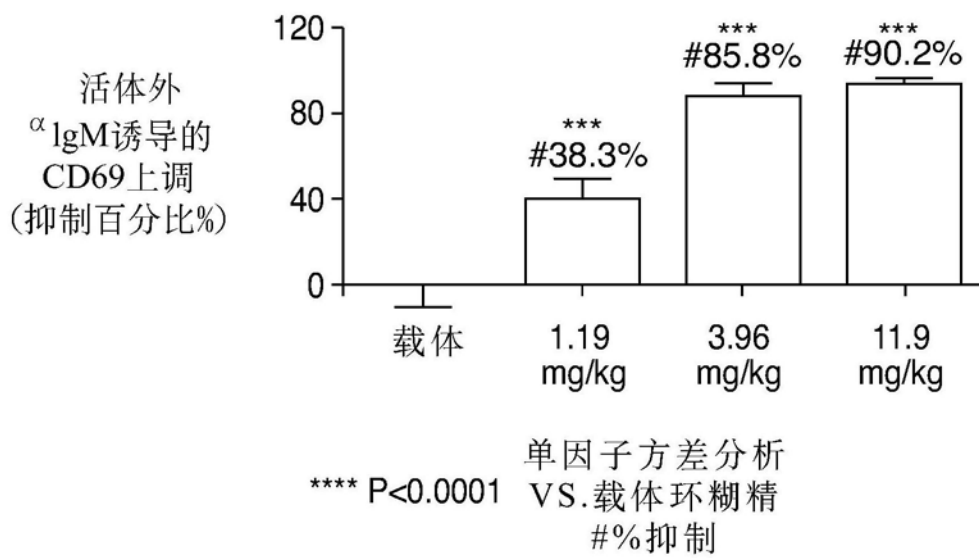 活体外
α lgM诱导的
CD69上调
(抑制百分比%)
120
80
40
0
***
#38.3%
***
#85.8%
***
#90.2%
载体
1.19
mg/kg
3.96
mg/kg
11.9
mg/kg
**** P<0.0001
单因子方差分析
VS.载体环糊精
#%抑制